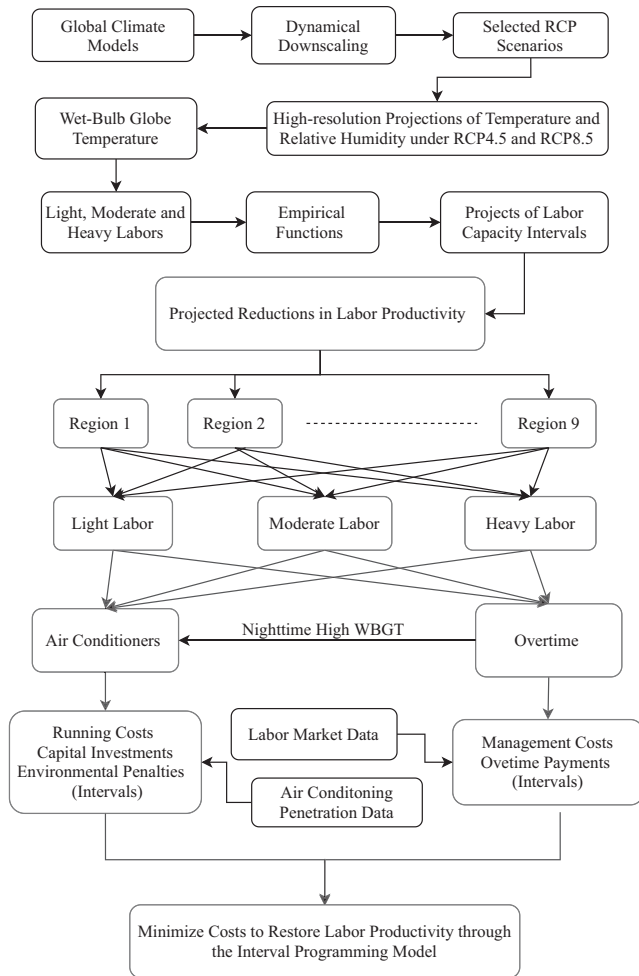 Global Climate
Models
Dynamical
Downscaling
Selected RCP
Scenarios
Wet-Bulb Globe
Temperature
High-resolution Projections of Temperature and
Relative Humidity under RCP4.5 and RCP8.5
Light, Moderate and
Heavy Labors
Empirical
Functions
Projects of Labor
Capacity Intervals
Projected Reductions in Labor Productivity
Region 1
Region 2
Region 9
Light Labor
Moderate Labor
Heavy Labor
Air Conditioners
Nighttime High WBGT
Overtime
Running Costs
Capital Investments
Environmental Penalties
(Intervals)
Labor Market Data
Air Conditoning
Penetration Data
Management Costs
Ovetime Payments
(Intervals)
Minimize Costs to Restore Labor Productivity through
the Interval Programming Model